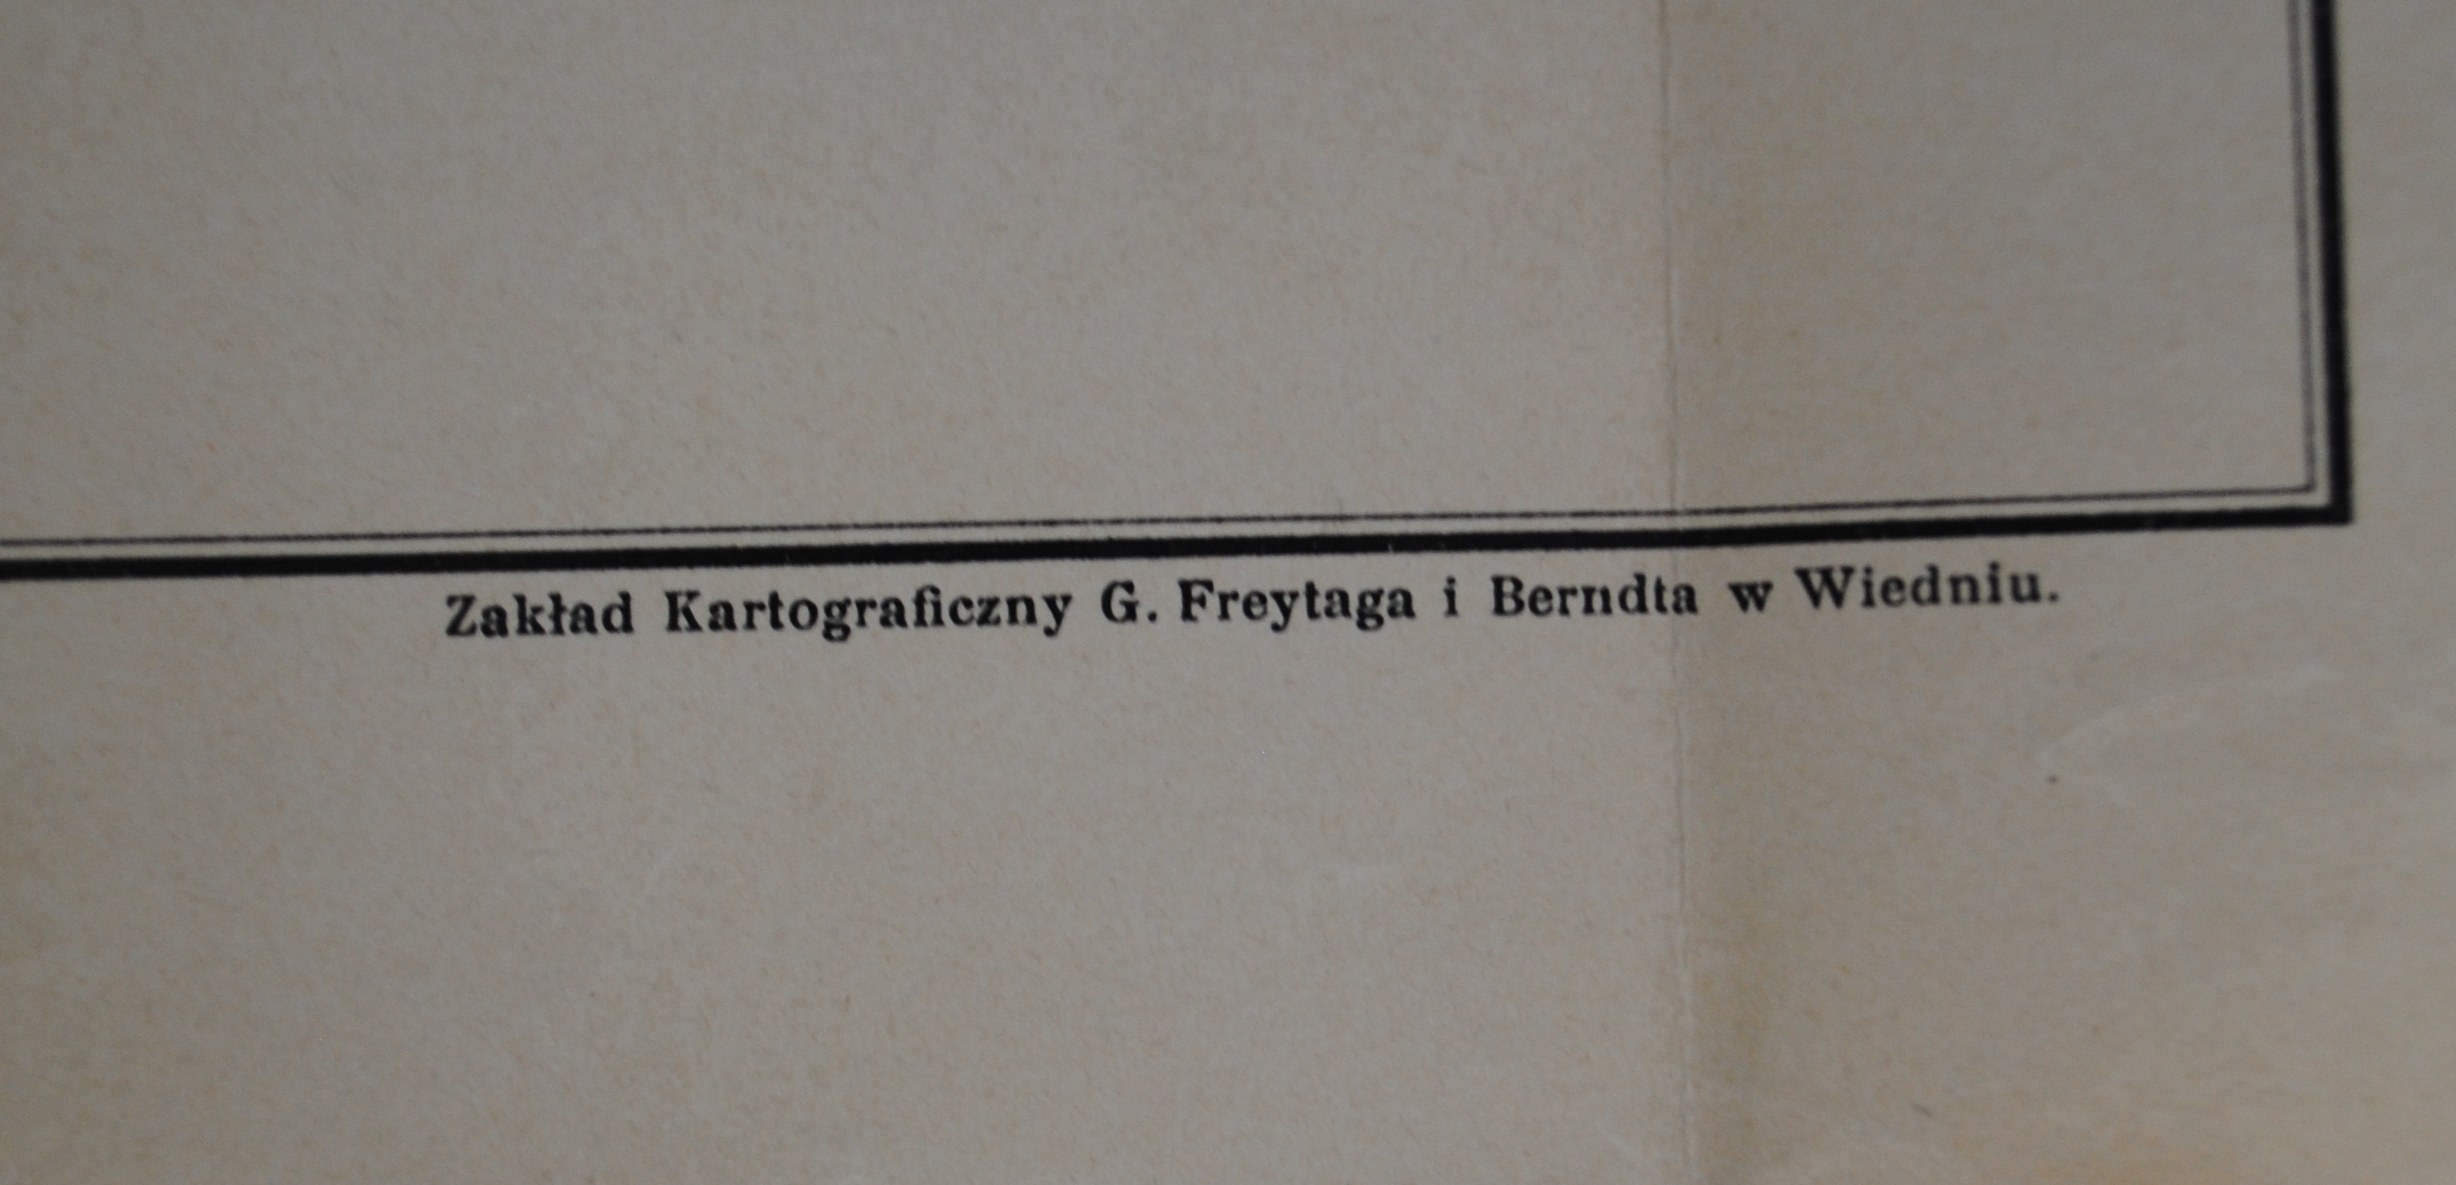 Zakład Kartograficzny G. Freytaga i Berndta w Wiedniu.